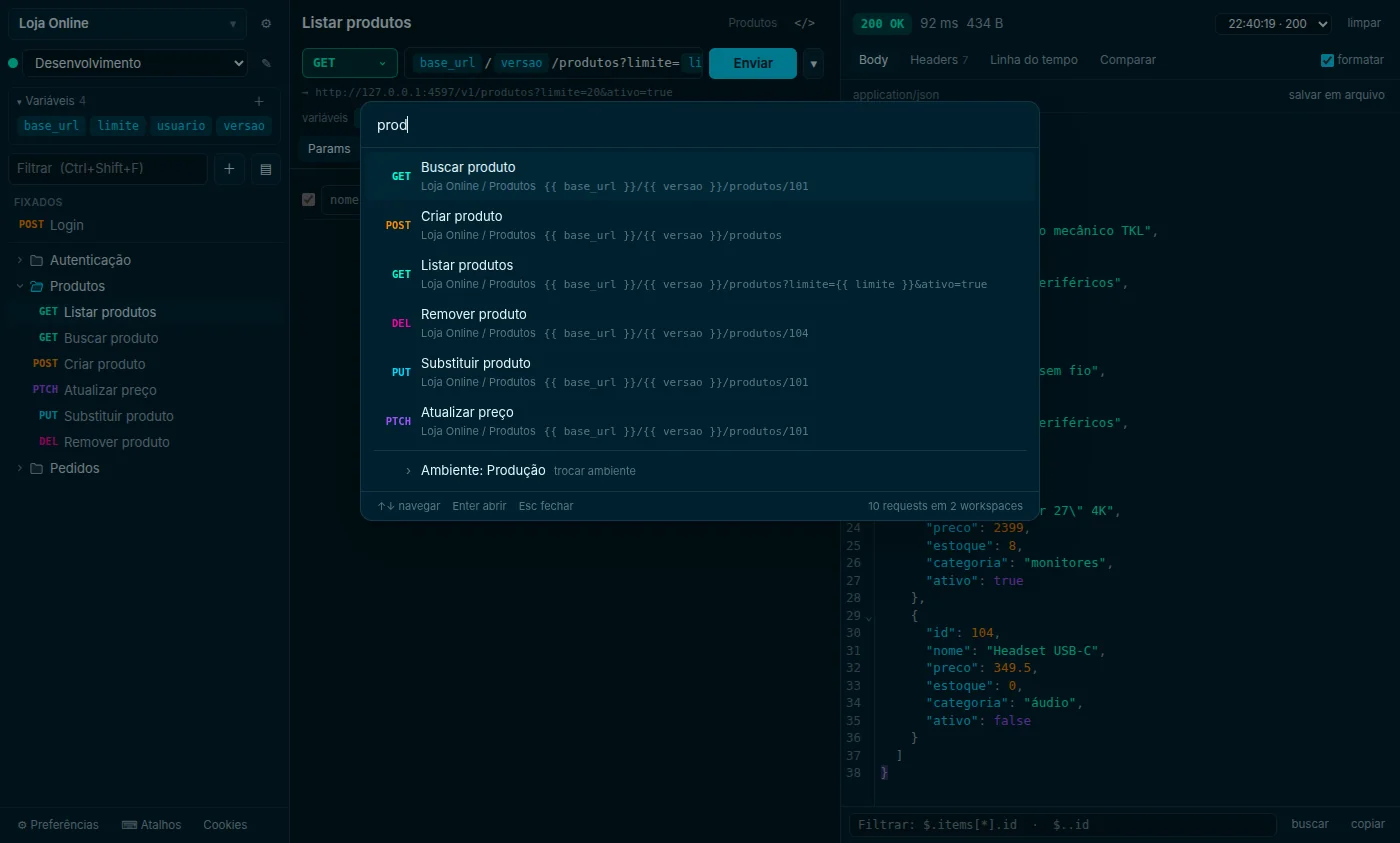 Loja Online ▾ ⚙
Desenvolvimento ✎
▾ Variáveis 4 +
base_url limite usuario versao
Filtrar (Ctrl+Shift+F) + ▤
FIXADOS
POST Login
› Autenticação
Produtos
GET Listar produtos
GET Buscar produto
POST Criar produto
PTCH Atualizar preço
PUT Substituir produto
DEL Remover produto
› Pedidos
⚙ Preferências ⌨ Atalhos Cookies
Listar produtos Produtos </>
GET base_url / versao /produtos?limite= li Enviar ▾
→ http://127.0.0.1:4597/v1/produtos?limite=20&ativo=true
variáveis
Params
nome
prod
GET Buscar produto
Loja Online / Produtos {{ base_url }}/{{ versao }}/produtos/101
POST Criar produto
Loja Online / Produtos {{ base_url }}/{{ versao }}/produtos
GET Listar produtos
Loja Online / Produtos {{ base_url }}/{{ versao }}/produtos?limite={{ limite }}&ativo=true
DEL Remover produto
Loja Online / Produtos {{ base_url }}/{{ versao }}/produtos/104
PUT Substituir produto
Loja Online / Produtos {{ base_url }}/{{ versao }}/produtos/101
PTCH Atualizar preço
Loja Online / Produtos {{ base_url }}/{{ versao }}/produtos/101
› Ambiente: Produção trocar ambiente
↑↓ navegar Enter abrir Esc fechar 10 requests em 2 workspaces
200 OK 92 ms 434 B 22:40:19 · 200 limpar
Body Headers 7 Linha do tempo Comparar formatar
application/json salvar em arquivo
o mecânico TKL",
eriféricos",
sem fio",
eriféricos",
r 27\" 4K",
24 "preco": 2399,
25 "estoque": 8,
26 "categoria": "monitores",
27 "ativo": true
28 },
29 {
30 "id": 104,
31 "nome": "Headset USB-C",
32 "preco": 349.5,
33 "estoque": 0,
34 "categoria": "áudio",
35 "ativo": false
36 }
37 ]
38 }
Filtrar: $.items[*].id · $..id buscar copiar